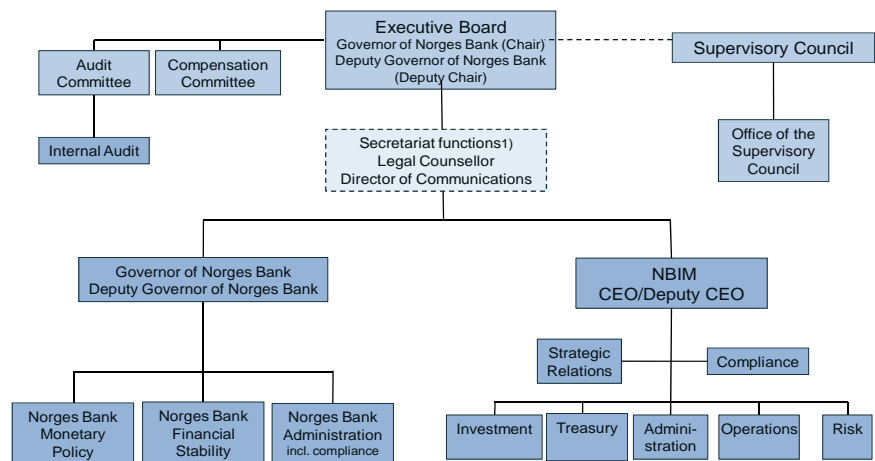 Executive Board
Governor of Norges Bank (Chair)
Deputy Governor of Norges Bank
(Deputy Chair)
Supervisory Council
Audit
Committee
Compensation
Committee
Internal Audit
Office of the
Supervisory
Council
Secretariat functions1)
Legal Counsellor
Director of Communications
Governor of Norges Bank
Deputy Governor of Norges Bank
NBIM
CEO/Deputy CEO
Strategic
Relations
Compliance
Norges Bank
Monetary
Policy
Norges Bank
Financial
Stability
Norges Bank
Administration
incl. compliance
Investment
Treasury
Admini-
stration
Operations
Risk